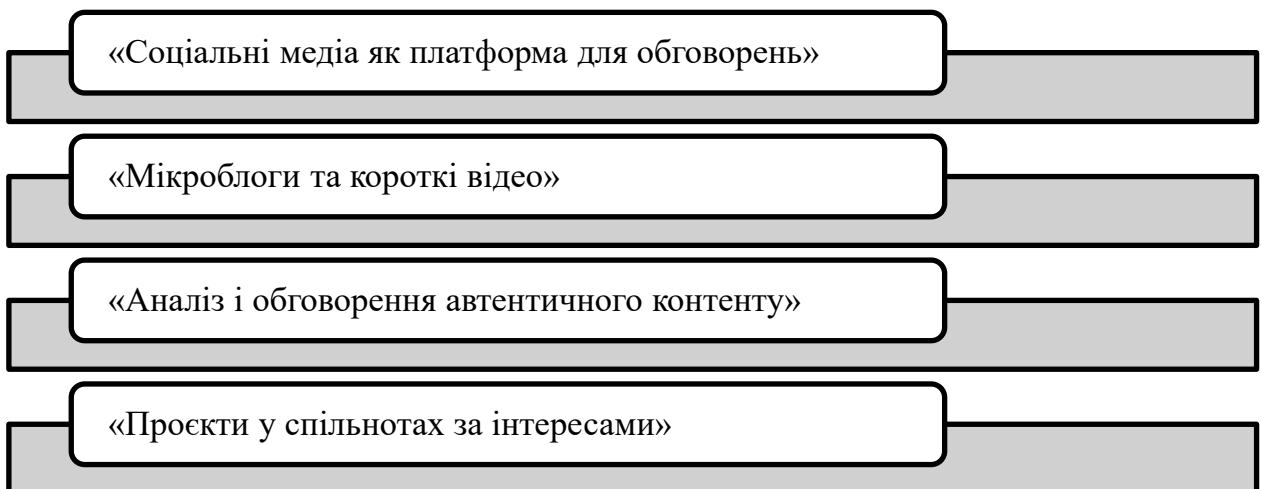 «Соціальні медіа як платформа для обговорень»
«Мікроблоги та короткі відео»
«Аналіз і обговорення автентичного контенту»
«Проєкти у спільнотах за інтересами»